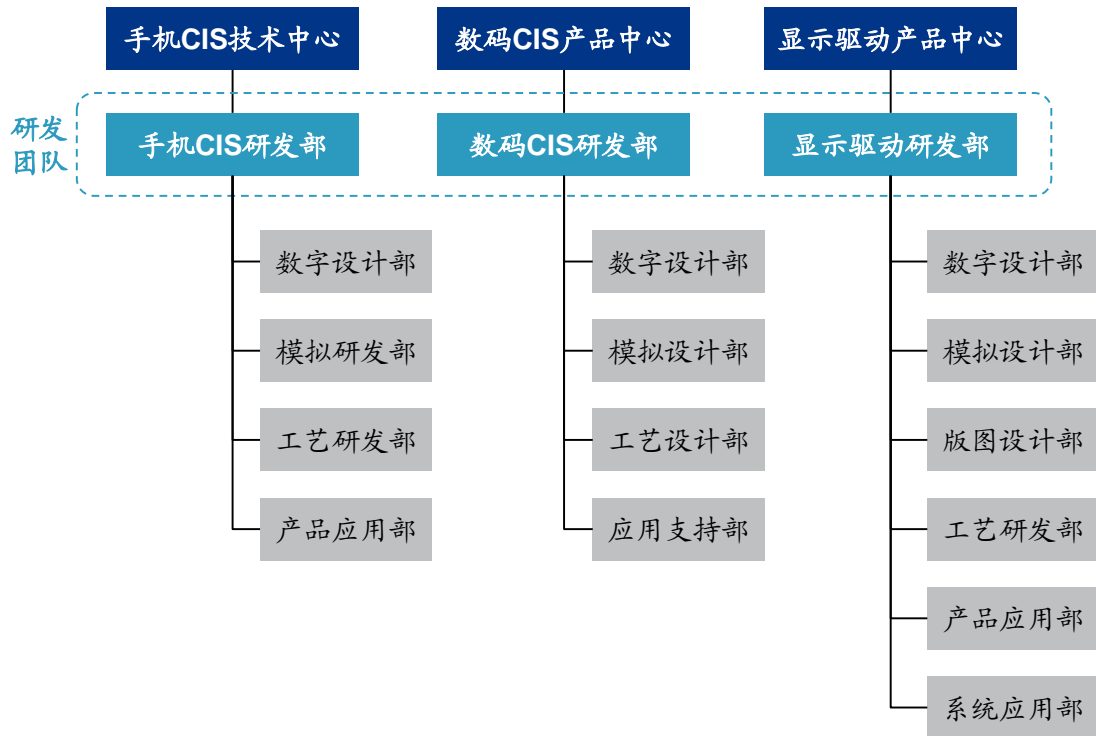 手机CIS技术中心
数码CIS产品中心
显示驱动产品中心
研发
团队
手机CIS研发部
数码CIS研发部
显示驱动研发部
数字设计部
数字设计部
数字设计部
模拟研发部
模拟设计部
模拟设计部
工艺研发部
工艺设计部
版图设计部
产品应用部
应用支持部
工艺研发部
产品应用部
系统应用部